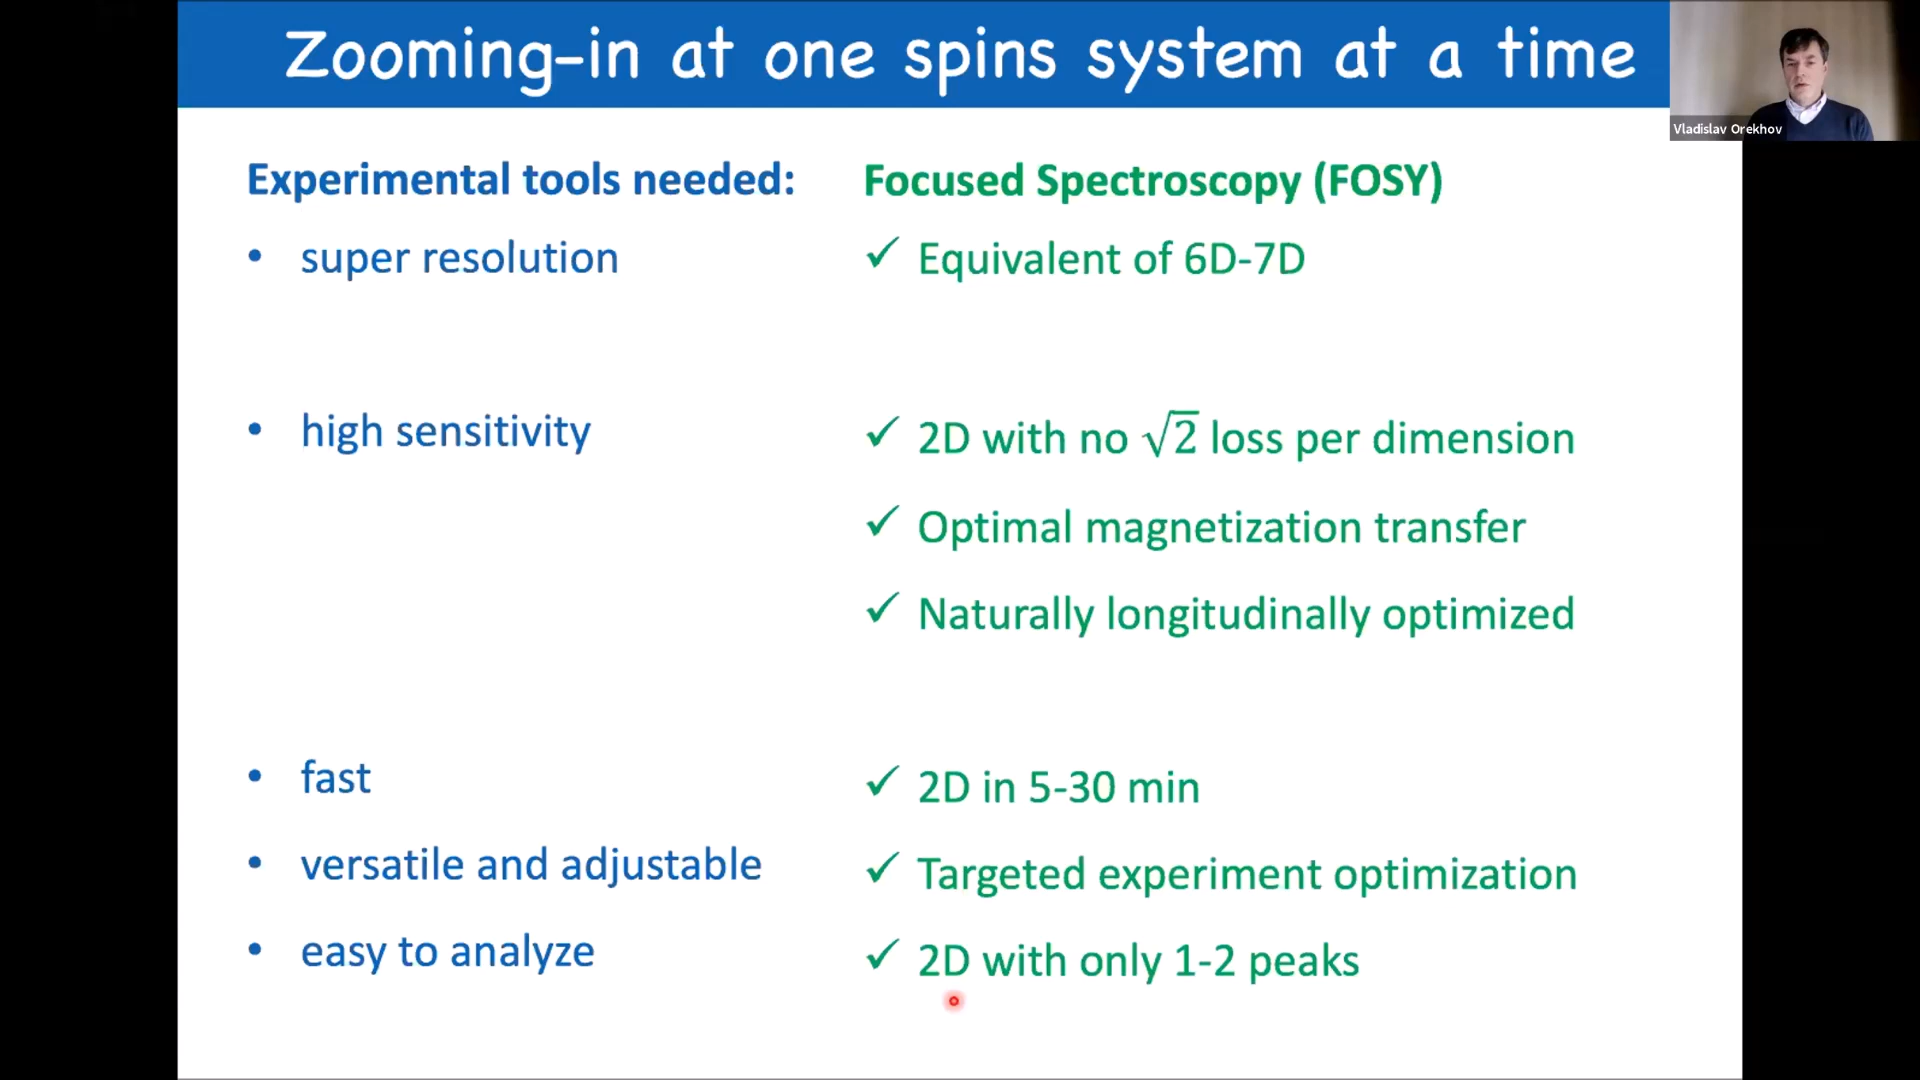 Zooming-in at one spins system at a time
Vladislav Orekhov
Experimental tools needed:
Focused Spectroscopy (FOSY)
• super resolution
✓ Equivalent of 6D-7D
• high sensitivity
✓ 2D with no √2 loss per dimension
✓ Optimal magnetization transfer
✓ Naturally longitudinally optimized
• fast
✓ 2D in 5-30 min
• versatile and adjustable
✓ Targeted experiment optimization
• easy to analyze
✓ 2D with only 1-2 peaks